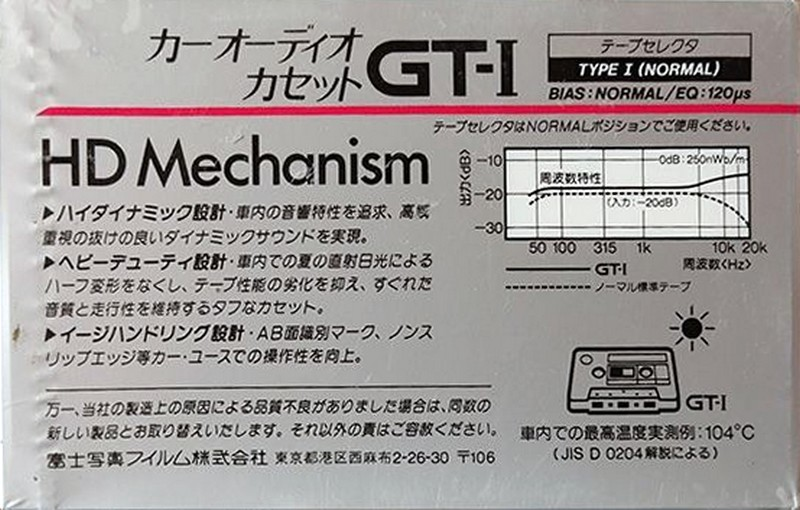 カーオーディオ
カセット GT-I
テープセレクタ
TYPE I (NORMAL)
BIAS:NORMAL/EQ:120μs
テープセレクタはNORMALポジションでご使用ください。
HD Mechanism
▶ハイダイナミック設計・車内の音響特性を追求、高域
重視の抜けの良いダイナミックサウンドを実現。
▶ヘビーデューティ設計・車内での夏の直射日光による
ハーフ変形をなくし、テープ性能の劣化を抑え、すぐれた
音質と走行性を維持するタフなカセット。
▶イージハンドリング設計・AB面識別マーク、ノンス
リップエッジ等カー・ユースでの操作性を向上。
出力<dB>
-10
-20
-30
0dB:250nWb/m
周波数特性
(入力:-20dB)
50 100 315 1k 10k 20k
GT-I 周波数<Hz>
ノーマル標準テープ
GT-I
車内での最高温度実測例:104°C
(JIS D 0204解説による)
万一、当社の製造上の原因による品質不良がありました場合は、同数の
新しい製品とお取り替えいたします。それ以外の責はご容赦ください。
富士写真フイルム株式会社 東京都港区西麻布2-26-30 〒106